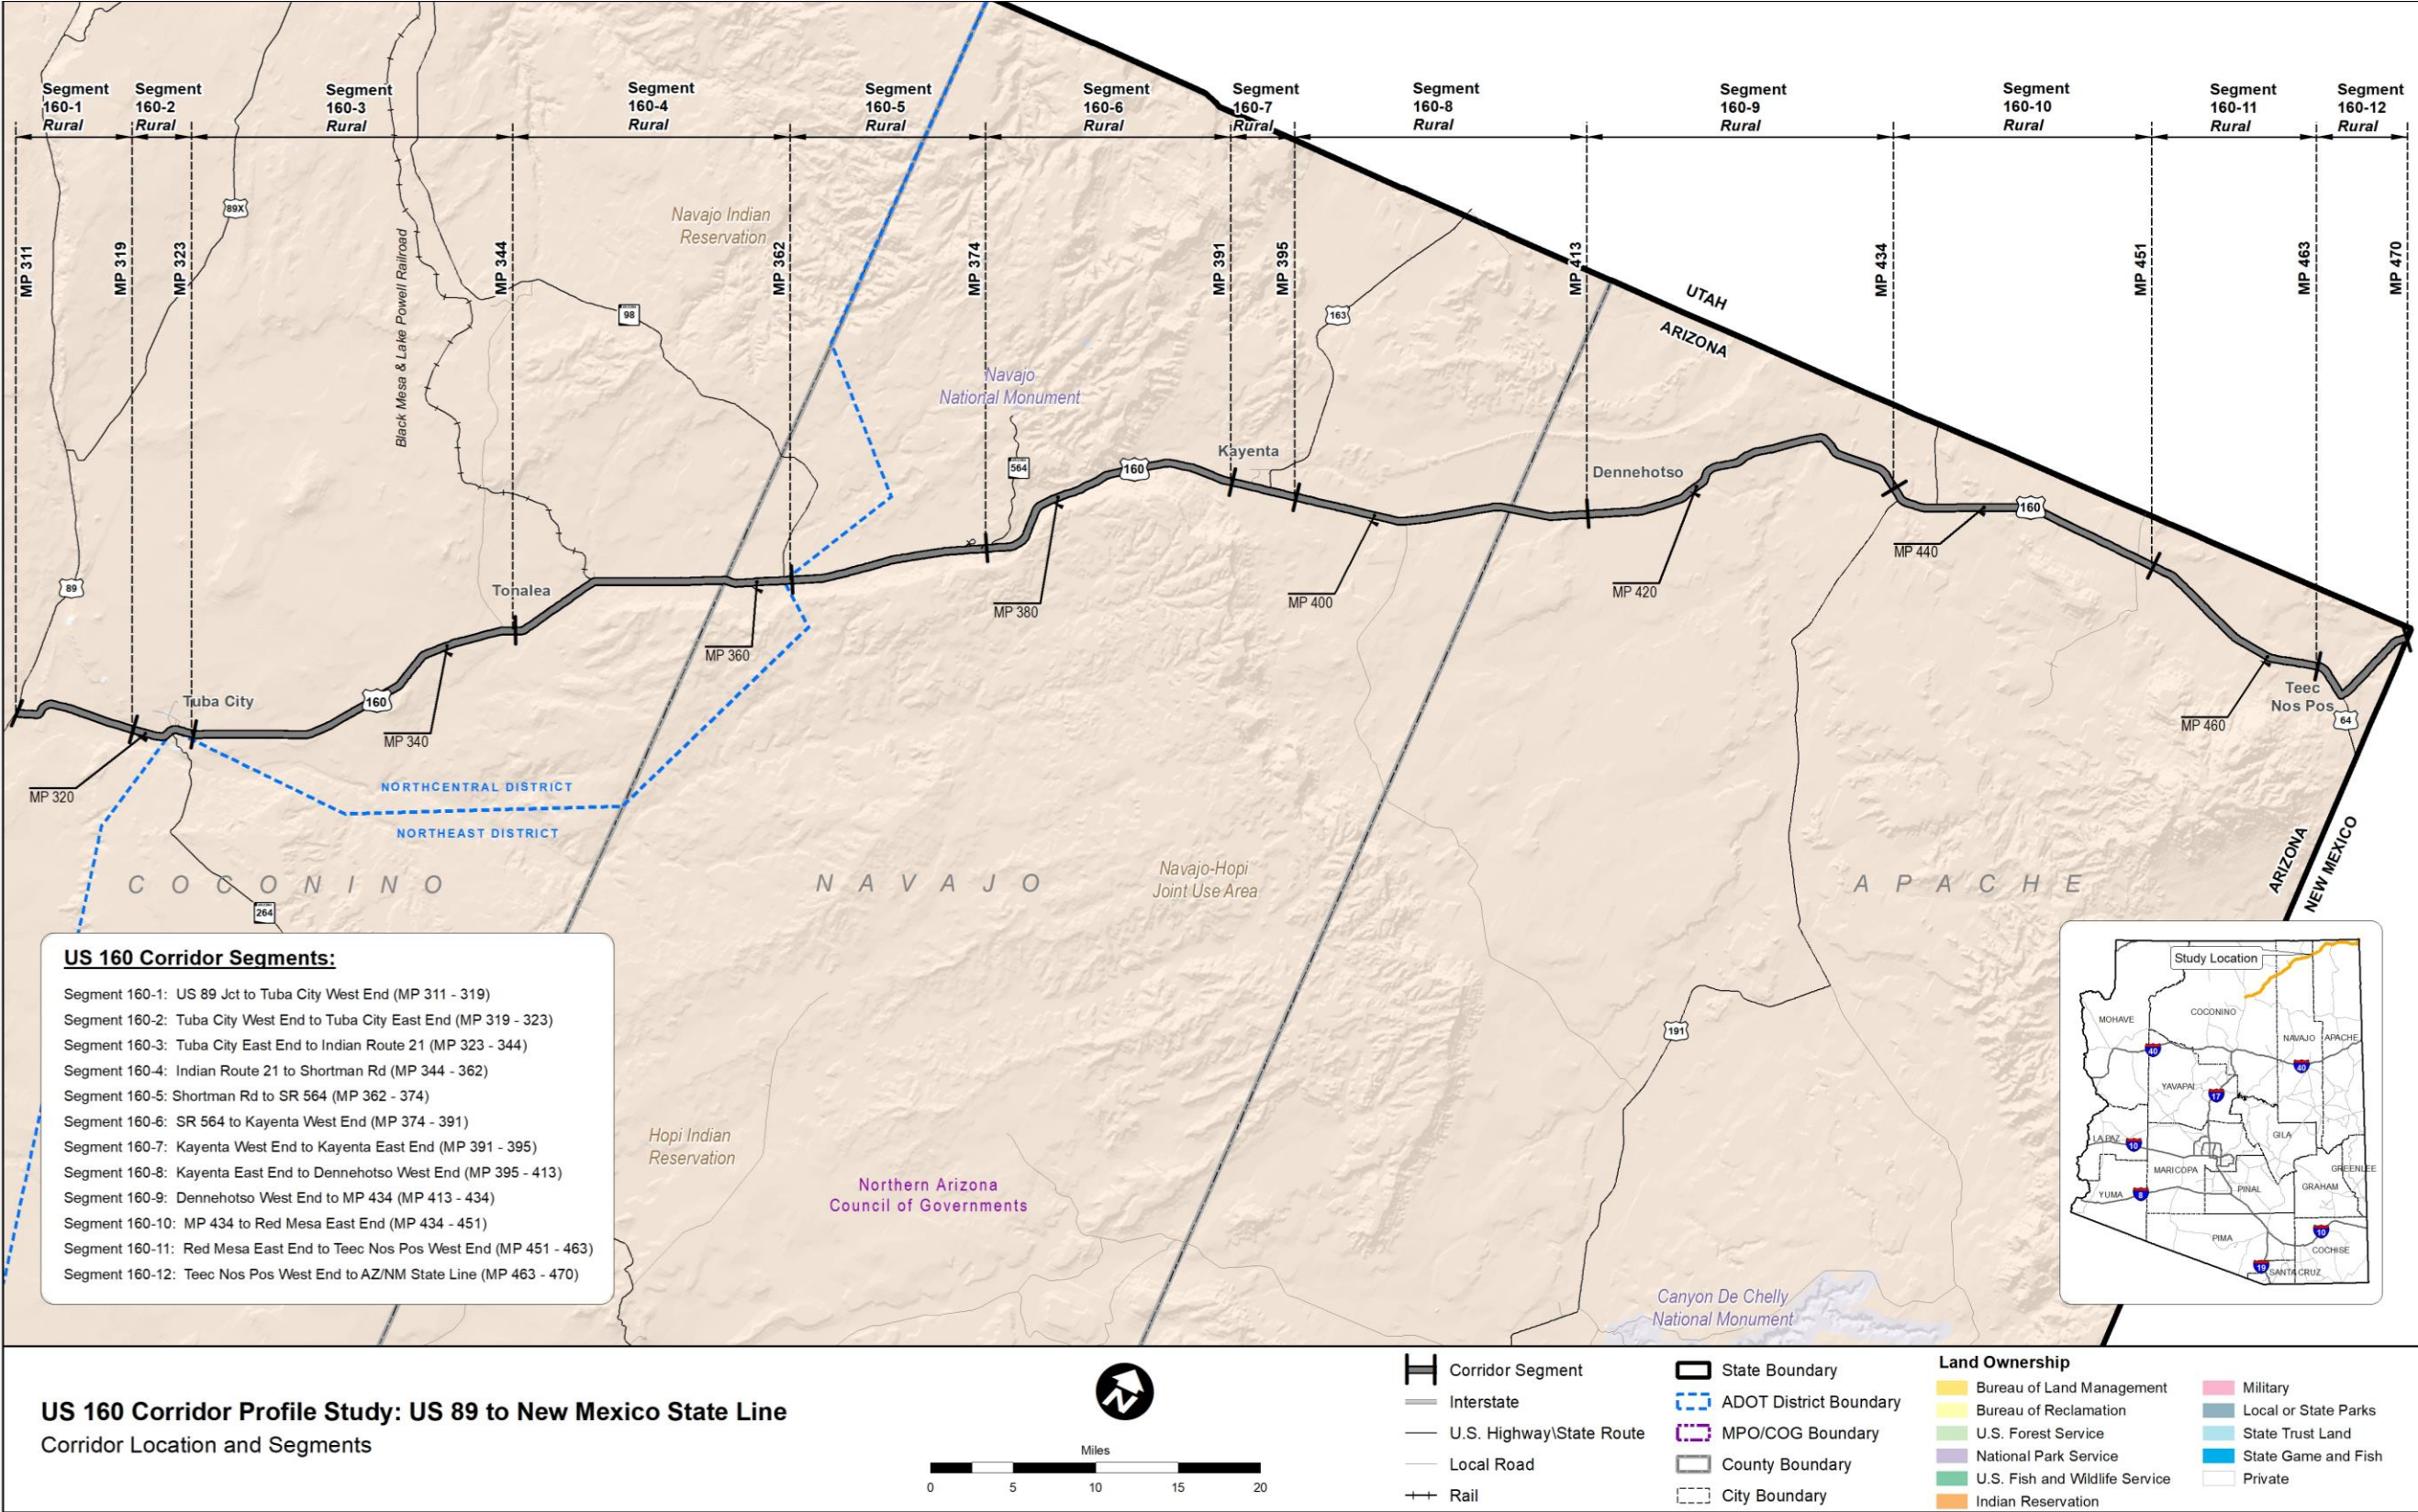 Segment
160-1
Rural
Segment
160-2
Rural
Segment
160-3
Rural
Segment
160-4
Rural
Segment
160-5
Rural
Segment
160-6
Rural
Segment
160-7
Rural
Segment
160-8
Rural
Segment
160-9
Rural
Segment
160-10
Rural
Segment
160-11
Rural
Segment
160-12
Rural
MP 311
MP 319
MP 323
MP 344
MP 362
MP 374
MP 391
MP 395
MP 413
MP 434
MP 451
MP 463
MP 470
89X
Black Mesa & Lake Powell Railroad
Navajo Indian
Reservation
98
163
UTAH
ARIZONA
Navajo
National Monument
564
160
Kayenta
Dennehotso
160
MP 440
89
Tonalea
MP 360
MP 380
MP 400
MP 420
Tuba City
160
MP 340
MP 320
Teec
Nos Pos
MP 460
64
NORTHCENTRAL DISTRICT
NORTHEAST DISTRICT
COCONINO
264
NAVAJO
Navajo-Hopi
Joint Use Area
APACHE
ARIZONA
NEW MEXICO
US 160 Corridor Segments:
Segment 160-1: US 89 Jct to Tuba City West End (MP 311 - 319)
Segment 160-2: Tuba City West End to Tuba City East End (MP 319 - 323)
Segment 160-3: Tuba City East End to Indian Route 21 (MP 323 - 344)
Segment 160-4: Indian Route 21 to Shortman Rd (MP 344 - 362)
Segment 160-5: Shortman Rd to SR 564 (MP 362 - 374)
Segment 160-6: SR 564 to Kayenta West End (MP 374 - 391)
Segment 160-7: Kayenta West End to Kayenta East End (MP 391 - 395)
Segment 160-8: Kayenta East End to Dennehotso West End (MP 395 - 413)
Segment 160-9: Dennehotso West End to MP 434 (MP 413 - 434)
Segment 160-10: MP 434 to Red Mesa East End (MP 434 - 451)
Segment 160-11: Red Mesa East End to Teec Nos Pos West End (MP 451 - 463)
Segment 160-12: Teec Nos Pos West End to AZ/NM State Line (MP 463 - 470)
191
Hopi Indian
Reservation
Northern Arizona
Council of Governments
Canyon De Chelly
National Monument
Study Location
MOHAVE
COCONINO
NAVAJO
APACHE
40
40
YAVAPAI
17
LA PAZ
10
GILA
MARICOPA
GREENLEE
YUMA
8
PINAL
GRAHAM
PIMA
10
COCHISE
19
SANTA CRUZ
US 160 Corridor Profile Study: US 89 to New Mexico State Line
Corridor Location and Segments
N
Miles
0 5 10 15 20
Corridor Segment
Interstate
U.S. Highway\State Route
Local Road
Rail
State Boundary
ADOT District Boundary
MPO/COG Boundary
County Boundary
City Boundary
Land Ownership
Bureau of Land Management
Bureau of Reclamation
U.S. Forest Service
National Park Service
U.S. Fish and Wildlife Service
Indian Reservation
Military
Local or State Parks
State Trust Land
State Game and Fish
Private